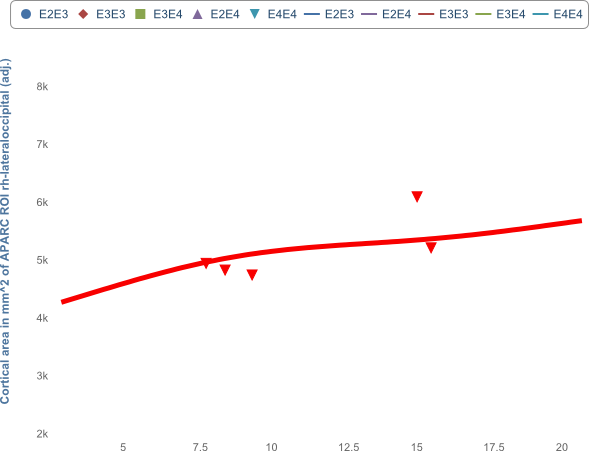 E2E3 E3E3 E3E4 E2E4 E4E4 E2E3 E2E4 E3E3 E3E4 E4E4
Cortical area in mm^2 of APARC ROI rh-lateraloccipital (adj.)
8k
7k
6k
5k
4k
3k
2k
5 7.5 10 12.5 15 17.5 20